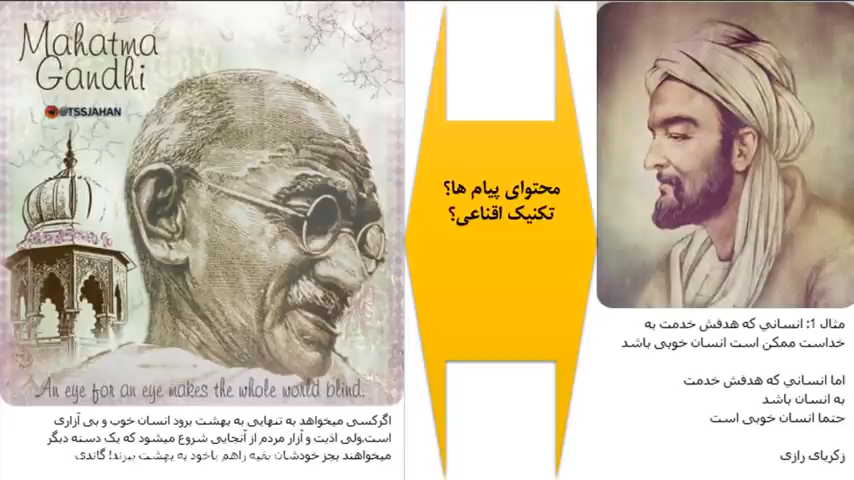 Mahatma
Gandhi
@TSSJAHAN
An eye for an eye makes the whole world blind.
اگرکسی میخواهد به تنهایی به بهشت برود انسان خوب و بی آزاری
است.ولی اذیت و آزار مردم از آنجایی شروع میشود که یک دسته دیگر
میخواهند بجز خودشان بقیه راهم باخود به بهشت ببرند! گاندی
محتوای پیام ها؟
تکنیک اقناعی؟
مثال 1: انساني که هدفش خدمت به
خداست ممکن است انسان خوبی باشد
اما انساني که هدفش خدمت
به انسان باشد
حتما انسان خوبی است
زکریای رازی